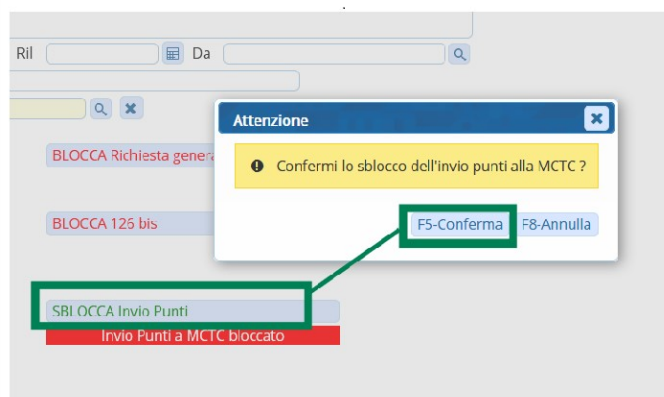 Ril Da
Attenzione
BLOCCA Richiesta genera
Confermi lo sblocco dell'invio punti alla MCTC ?
BLOCCA 126 bis
F5-Conferma F8-Annulla
SBLOCCA Invio Punti
Invio Punti a MCTC bloccato